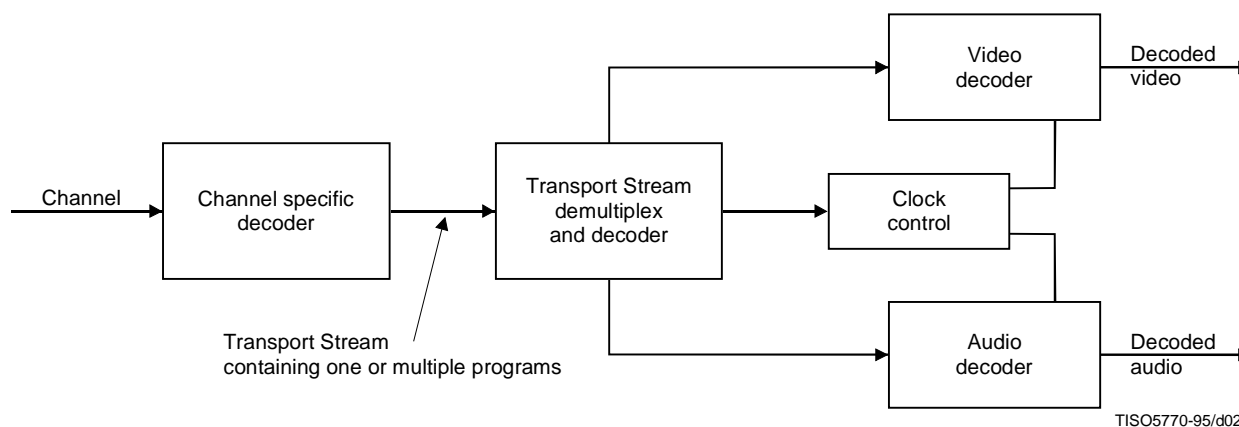 Video
decoder
Decoded
video
Channel
Channel specific
decoder
Transport Stream
demultiplex
and decoder
Clock
control
Transport Stream
containing one or multiple programs
Audio
decoder
Decoded
audio
TISO5770-95/d02